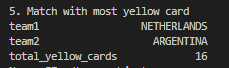 5. Match with most yellow card
team1 NETHERLANDS
team2 ARGENTINA
total_yellow_cards 16